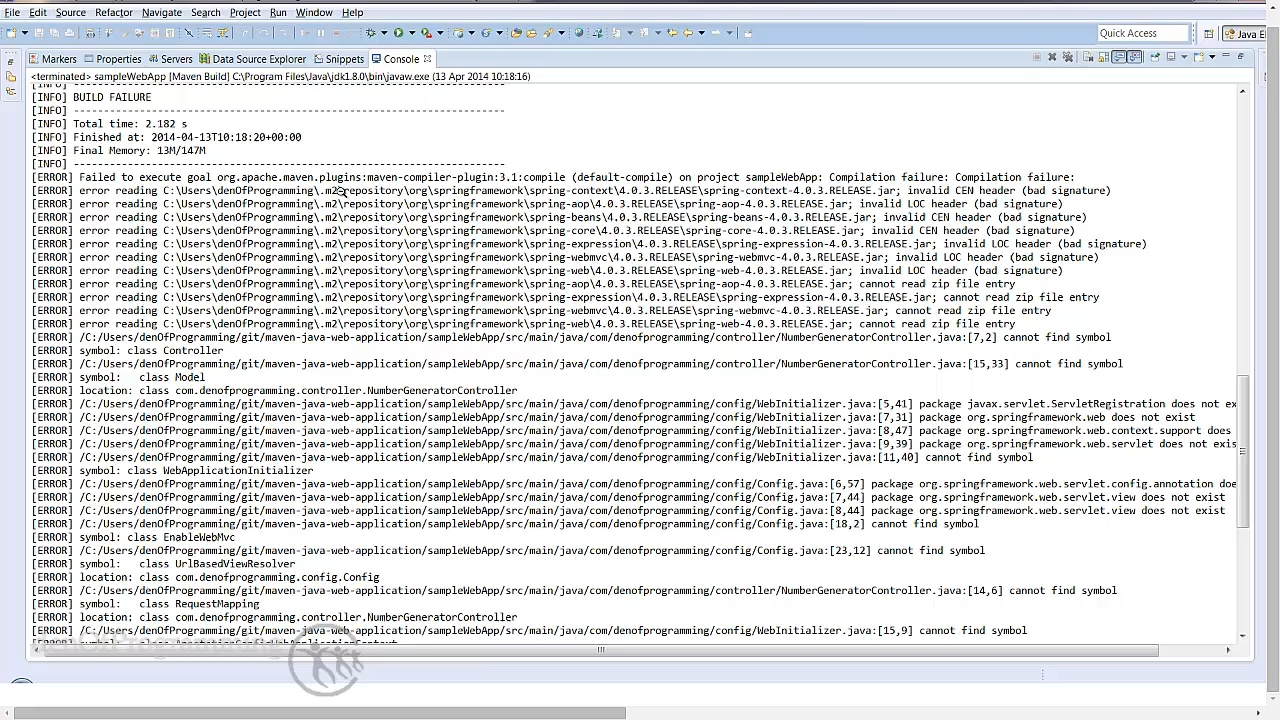 File Edit Source Refactor Navigate Search Project Run Window Help
Quick Access
Java E
Markers Properties Servers Data Source Explorer Snippets Console
<terminated> sampleWebApp [Maven Build] C:\Program Files\Java\jdk1.8.0\bin\javaw.exe (13 Apr 2014 10:18:16)
[INFO] ------------------------------------------------------------------------
[INFO] BUILD FAILURE
[INFO] ------------------------------------------------------------------------
[INFO] Total time: 2.182 s
[INFO] Finished at: 2014-04-13T10:18:20+00:00
[INFO] Final Memory: 13M/147M
[INFO] ------------------------------------------------------------------------
[ERROR] Failed to execute goal org.apache.maven.plugins:maven-compiler-plugin:3.1:compile (default-compile) on project sampleWebApp: Compilation failure: Compilation failure:
[ERROR] error reading C:\Users\denOfProgramming\.m2\repository\org\springframework\spring-context\4.0.3.RELEASE\spring-context-4.0.3.RELEASE.jar; invalid CEN header (bad signature)
[ERROR] error reading C:\Users\denOfProgramming\.m2\repository\org\springframework\spring-aop\4.0.3.RELEASE\spring-aop-4.0.3.RELEASE.jar; invalid LOC header (bad signature)
[ERROR] error reading C:\Users\denOfProgramming\.m2\repository\org\springframework\spring-beans\4.0.3.RELEASE\spring-beans-4.0.3.RELEASE.jar; invalid CEN header (bad signature)
[ERROR] error reading C:\Users\denOfProgramming\.m2\repository\org\springframework\spring-core\4.0.3.RELEASE\spring-core-4.0.3.RELEASE.jar; invalid CEN header (bad signature)
[ERROR] error reading C:\Users\denOfProgramming\.m2\repository\org\springframework\spring-expression\4.0.3.RELEASE\spring-expression-4.0.3.RELEASE.jar; invalid LOC header (bad signature)
[ERROR] error reading C:\Users\denOfProgramming\.m2\repository\org\springframework\spring-webmvc\4.0.3.RELEASE\spring-webmvc-4.0.3.RELEASE.jar; invalid LOC header (bad signature)
[ERROR] error reading C:\Users\denOfProgramming\.m2\repository\org\springframework\spring-web\4.0.3.RELEASE\spring-web-4.0.3.RELEASE.jar; invalid LOC header (bad signature)
[ERROR] error reading C:\Users\denOfProgramming\.m2\repository\org\springframework\spring-aop\4.0.3.RELEASE\spring-aop-4.0.3.RELEASE.jar; cannot read zip file entry
[ERROR] error reading C:\Users\denOfProgramming\.m2\repository\org\springframework\spring-expression\4.0.3.RELEASE\spring-expression-4.0.3.RELEASE.jar; cannot read zip file entry
[ERROR] error reading C:\Users\denOfProgramming\.m2\repository\org\springframework\spring-webmvc\4.0.3.RELEASE\spring-webmvc-4.0.3.RELEASE.jar; cannot read zip file entry
[ERROR] error reading C:\Users\denOfProgramming\.m2\repository\org\springframework\spring-web\4.0.3.RELEASE\spring-web-4.0.3.RELEASE.jar; cannot read zip file entry
[ERROR] /C:/Users/denOfProgramming/git/maven-java-web-application/sampleWebApp/src/main/java/com/denofprogramming/controller/NumberGeneratorController.java:[7,2] cannot find symbol
[ERROR] symbol: class Controller
[ERROR] /C:/Users/denOfProgramming/git/maven-java-web-application/sampleWebApp/src/main/java/com/denofprogramming/controller/NumberGeneratorController.java:[15,33] cannot find symbol
[ERROR] symbol:   class Model
[ERROR] location: class com.denofprogramming.controller.NumberGeneratorController
[ERROR] /C:/Users/denOfProgramming/git/maven-java-web-application/sampleWebApp/src/main/java/com/denofprogramming/config/WebInitializer.java:[5,41] package javax.servlet.ServletRegistration does not ex
[ERROR] /C:/Users/denOfProgramming/git/maven-java-web-application/sampleWebApp/src/main/java/com/denofprogramming/config/WebInitializer.java:[7,31] package org.springframework.web does not exist
[ERROR] /C:/Users/denOfProgramming/git/maven-java-web-application/sampleWebApp/src/main/java/com/denofprogramming/config/WebInitializer.java:[8,47] package org.springframework.web.context.support does
[ERROR] /C:/Users/denOfProgramming/git/maven-java-web-application/sampleWebApp/src/main/java/com/denofprogramming/config/WebInitializer.java:[9,39] package org.springframework.web.servlet does not exis
[ERROR] /C:/Users/denOfProgramming/git/maven-java-web-application/sampleWebApp/src/main/java/com/denofprogramming/config/WebInitializer.java:[11,40] cannot find symbol
[ERROR] symbol: class WebApplicationInitializer
[ERROR] /C:/Users/denOfProgramming/git/maven-java-web-application/sampleWebApp/src/main/java/com/denofprogramming/config/Config.java:[6,57] package org.springframework.web.servlet.config.annotation doe
[ERROR] /C:/Users/denOfProgramming/git/maven-java-web-application/sampleWebApp/src/main/java/com/denofprogramming/config/Config.java:[7,44] package org.springframework.web.servlet.view does not exist
[ERROR] /C:/Users/denOfProgramming/git/maven-java-web-application/sampleWebApp/src/main/java/com/denofprogramming/config/Config.java:[8,44] package org.springframework.web.servlet.view does not exist
[ERROR] /C:/Users/denOfProgramming/git/maven-java-web-application/sampleWebApp/src/main/java/com/denofprogramming/config/Config.java:[18,2] cannot find symbol
[ERROR] symbol: class EnableWebMvc
[ERROR] /C:/Users/denOfProgramming/git/maven-java-web-application/sampleWebApp/src/main/java/com/denofprogramming/config/Config.java:[23,12] cannot find symbol
[ERROR] symbol:   class UrlBasedViewResolver
[ERROR] location: class com.denofprogramming.config.Config
[ERROR] /C:/Users/denOfProgramming/git/maven-java-web-application/sampleWebApp/src/main/java/com/denofprogramming/controller/NumberGeneratorController.java:[14,6] cannot find symbol
[ERROR] symbol:   class RequestMapping
[ERROR] location: class com.denofprogramming.controller.NumberGeneratorController
[ERROR] /C:/Users/denOfProgramming/git/maven-java-web-application/sampleWebApp/src/main/java/com/denofprogramming/config/WebInitializer.java:[15,9] cannot find symbol